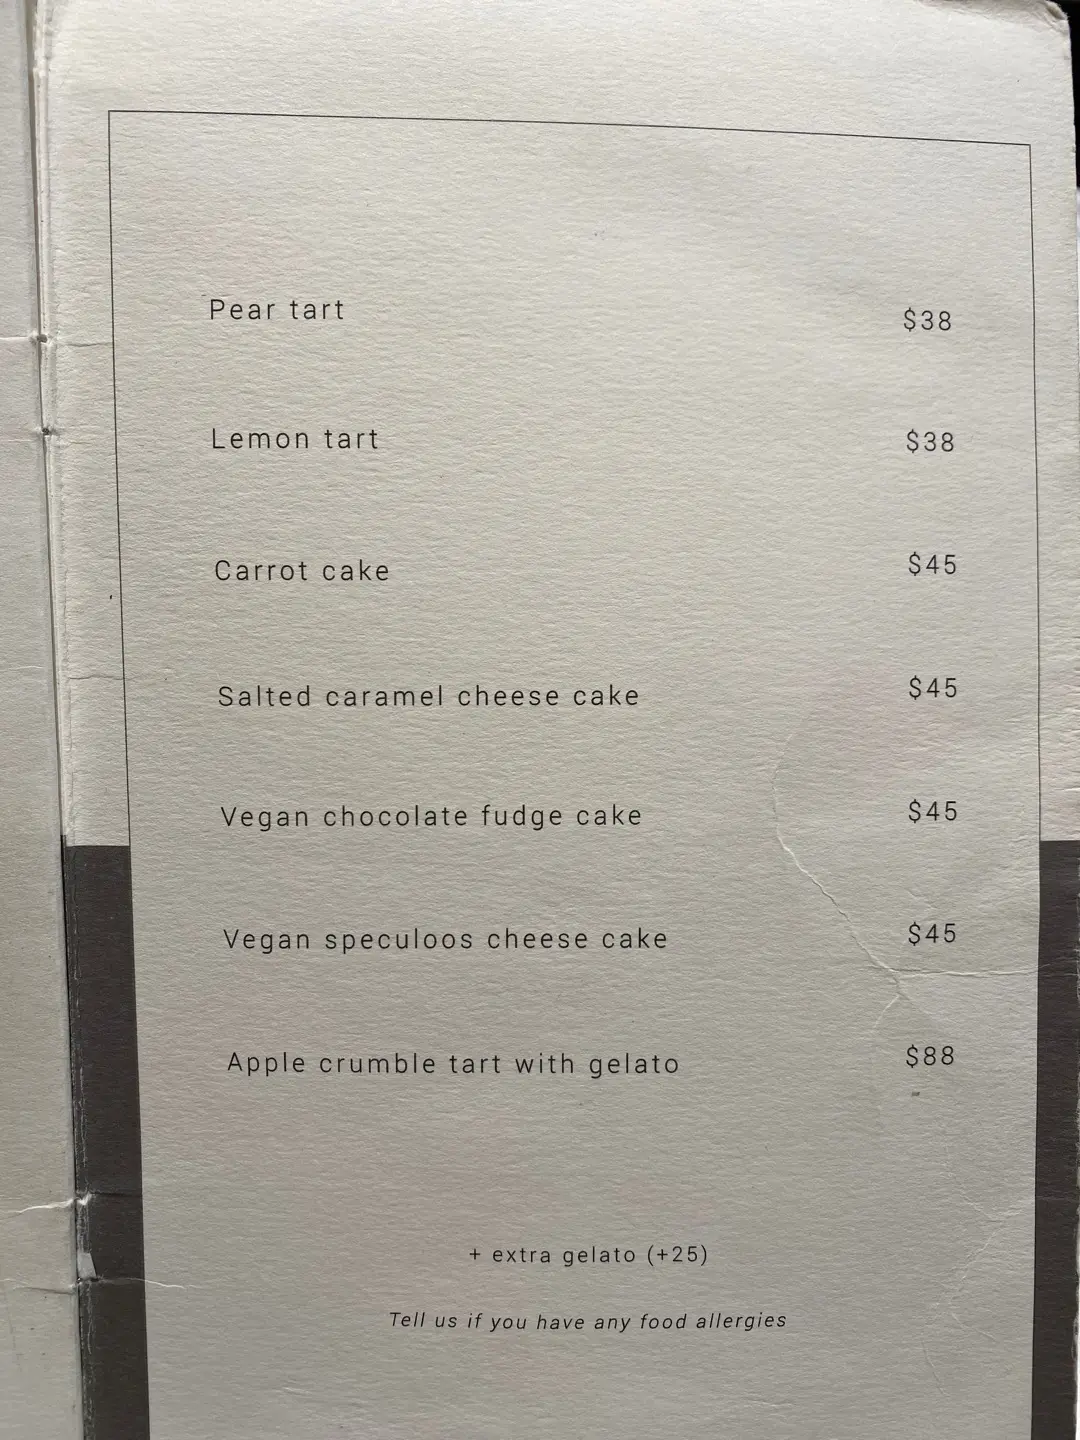 Pear tart $38
Lemon tart $38
Carrot cake $45
Salted caramel cheese cake $45
Vegan chocolate fudge cake $45
Vegan speculoos cheese cake $45
Apple crumble tart with gelato $88
+ extra gelato (+25)
Tell us if you have any food allergies